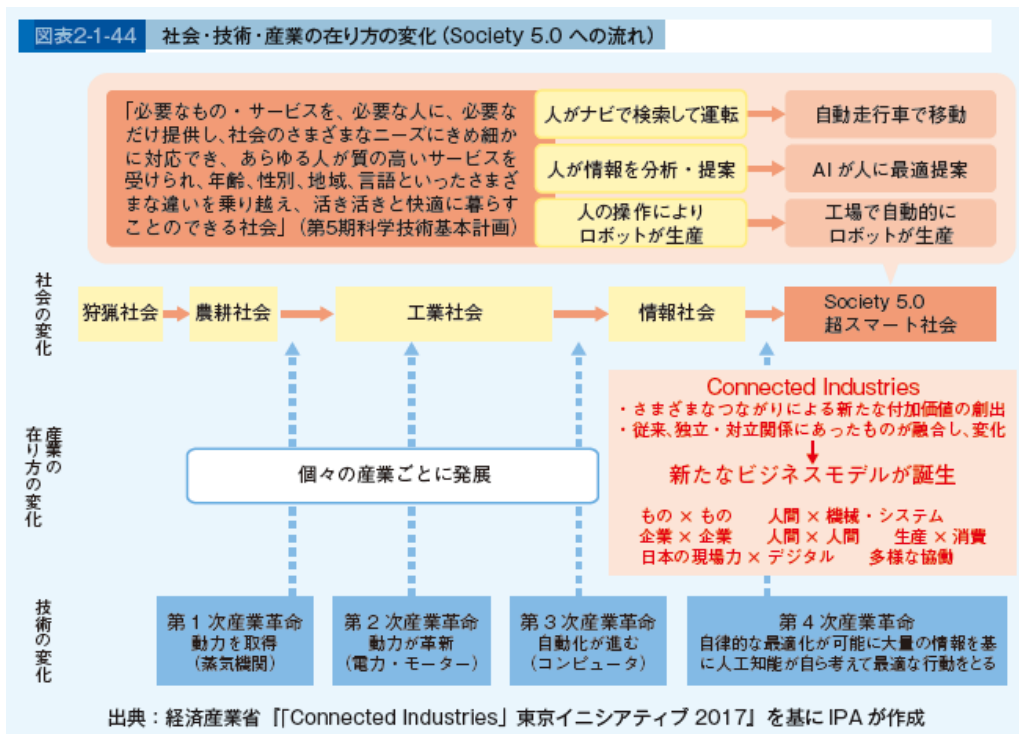 図表2-1-44 社会・技術・産業の在り方の変化（Society 5.0 への流れ）
「必要なもの・サービスを、必要な人に、必要な
だけ提供し、社会のさまざまなニーズにきめ細か
に対応でき、あらゆる人が質の高いサービスを
受けられ、年齢、性別、地域、言語といったさまざ
まな違いを乗り越え、活き活きと快適に暮らす
ことのできる社会」（第5期科学技術基本計画）
人がナビで検索して運転
自動走行車で移動
人が情報を分析・提案
AIが人に最適提案
人の操作により
ロボットが生産
工場で自動的に
ロボットが生産
社会の変化
狩猟社会
農耕社会
工業社会
情報社会
Society 5.0
超スマート社会
産業の
在り方の変化
個々の産業ごとに発展
Connected Industries
・さまざまなつながりによる新たな付加価値の創出
・従来、独立・対立関係にあったものが融合し、変化
新たなビジネスモデルが誕生
もの × もの 人間 × 機械・システム
企業 × 企業 人間 × 人間 生産 × 消費
日本の現場力 × デジタル 多様な協働
技術の変化
第1次産業革命
動力を取得
（蒸気機関）
第2次産業革命
動力が革新
（電力・モーター）
第3次産業革命
自動化が進む
（コンピュータ）
第4次産業革命
自律的な最適化が可能に大量の情報を基
に人工知能が自ら考えて最適な行動をとる
出典：経済産業省『「Connected Industries」東京イニシアティブ 2017』を基にIPAが作成